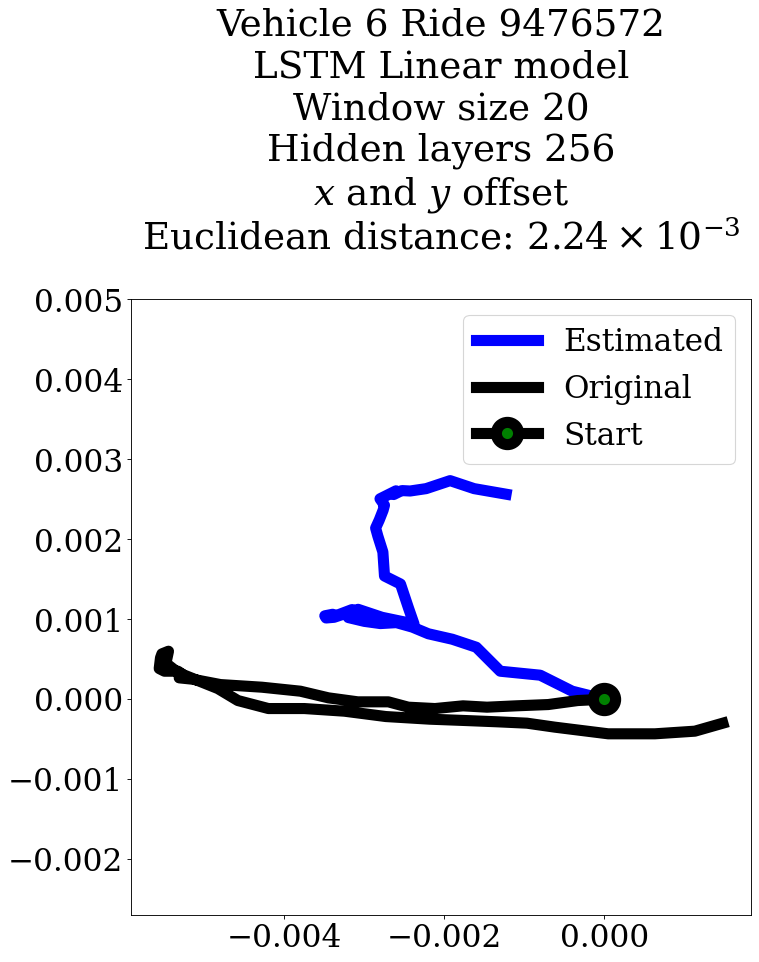 Vehicle 6 Ride 9476572
LSTM Linear model
Window size 20
Hidden layers 256
x and y offset
Euclidean distance: 2.24 × 10⁻³
0.005
0.004
0.003
0.002
0.001
0.000
−0.001
−0.002
Estimated
Original
Start
−0.004
−0.002
0.000